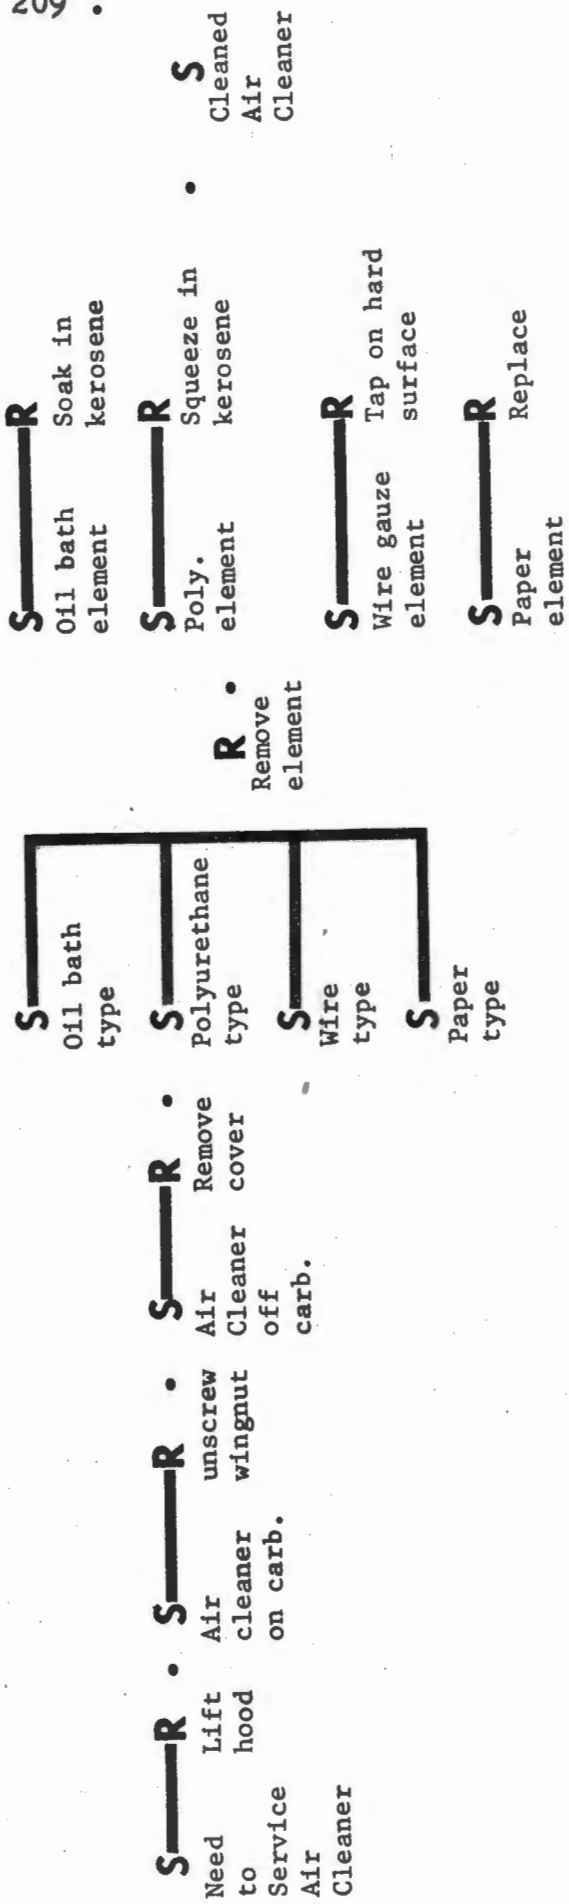 209.
S R .
Need
to
Service
Air
Cleaner
Lift
hood
S R .
Air
cleaner
on carb.
unscrew
wingnut
S R .
Air
Cleaner
off
carb.
Remove
cover
S
Oil bath
type
S
Polyurethane
type
S
Wire
type
S
Paper
type
R .
Remove
element
S R
Oil bath
element
Soak in
kerosene
S R
Poly.
element
Squeeze in
kerosene
S R
Wire gauze
element
Tap on hard
surface
S R
Paper
element
Replace
.
S
Cleaned
Air
Cleaner